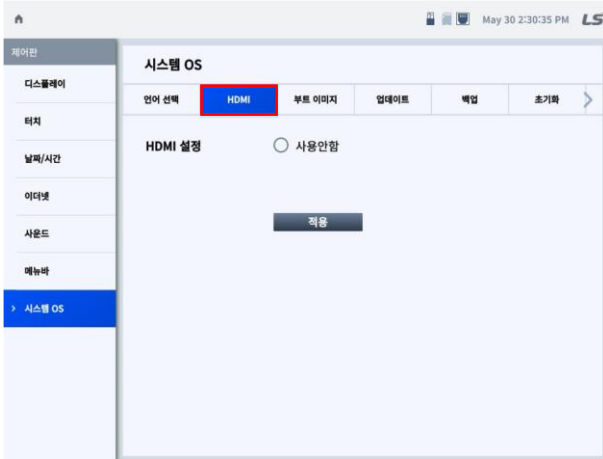 May 30 2:30:35 PM LS
제어판
디스플레이
터치
날짜/시간
이더넷
사운드
메뉴바
> 시스템 OS
시스템 OS
언어 선택 HDMI 부트 이미지 업데이트 백업 초기화 >
HDMI 설정 사용안함
적용